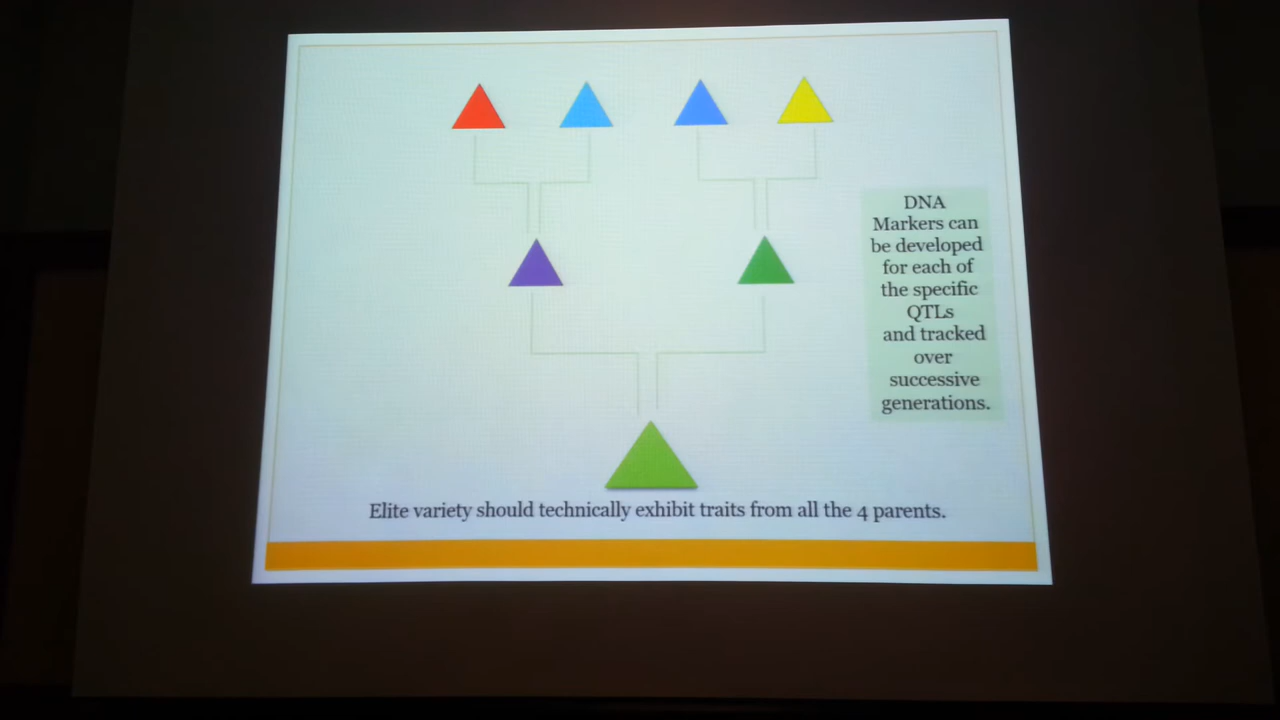 DNA
Markers can
be developed
for each of
the specific
QTLs
and tracked
over
successive
generations.
Elite variety should technically exhibit traits from all the 4 parents.